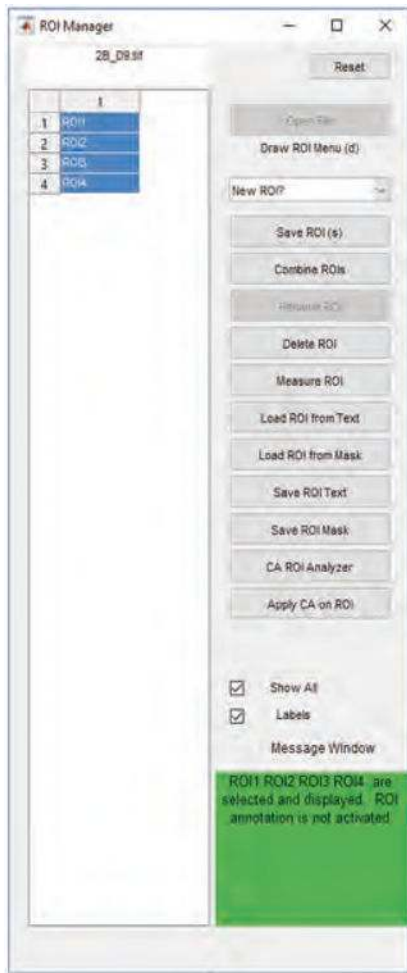 ROI Manager
2B_D9.tif
Reset
1
1 ROI1
2 ROI2
3 ROI3
4 ROI4
Open File
Draw ROI Menu (d)
New ROI?
Save ROI (s)
Combine ROIs
Rename ROI
Delete ROI
Measure ROI
Load ROI from Text
Load ROI from Mask
Save ROI Text
Save ROI Mask
CA ROI Analyzer
Apply CA on ROI
Show All
Labels
Message Window
ROI1 ROI2 ROI3 ROI4 are
selected and displayed. ROI
annotation is not activated